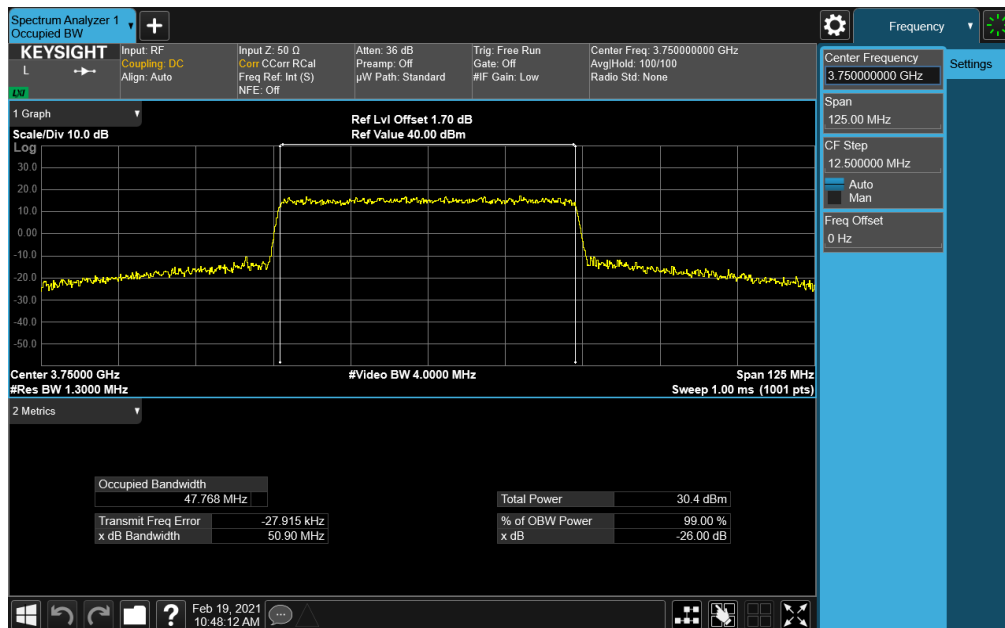 Spectrum Analyzer 1
Occupied BW
Frequency
KEYSIGHT
L
LXI
Input: RF
Coupling: DC
Align: Auto
Input Z: 50 Ω
Corr CCorr RCal
Freq Ref: Int (S)
NFE: Off
Atten: 36 dB
Preamp: Off
µW Path: Standard
Trig: Free Run
Gate: Off
#IF Gain: Low
Center Freq: 3.750000000 GHz
Avg|Hold: 100/100
Radio Std: None
Center Frequency
3.750000000 GHz
Settings
Span
125.00 MHz
CF Step
12.500000 MHz
Auto
Man
Freq Offset
0 Hz
1 Graph
Scale/Div 10.0 dB
Ref Lvl Offset 1.70 dB
Ref Value 40.00 dBm
Log
30.0
20.0
10.0
0.00
-10.0
-20.0
-30.0
-40.0
-50.0
Center 3.75000 GHz
#Video BW 4.0000 MHz
Span 125 MHz
#Res BW 1.3000 MHz
Sweep 1.00 ms (1001 pts)
2 Metrics
Occupied Bandwidth
47.768 MHz
Total Power 30.4 dBm
Transmit Freq Error -27.915 kHz
% of OBW Power 99.00 %
x dB Bandwidth 50.90 MHz
x dB -26.00 dB
?
Feb 19, 2021
10:48:12 AM